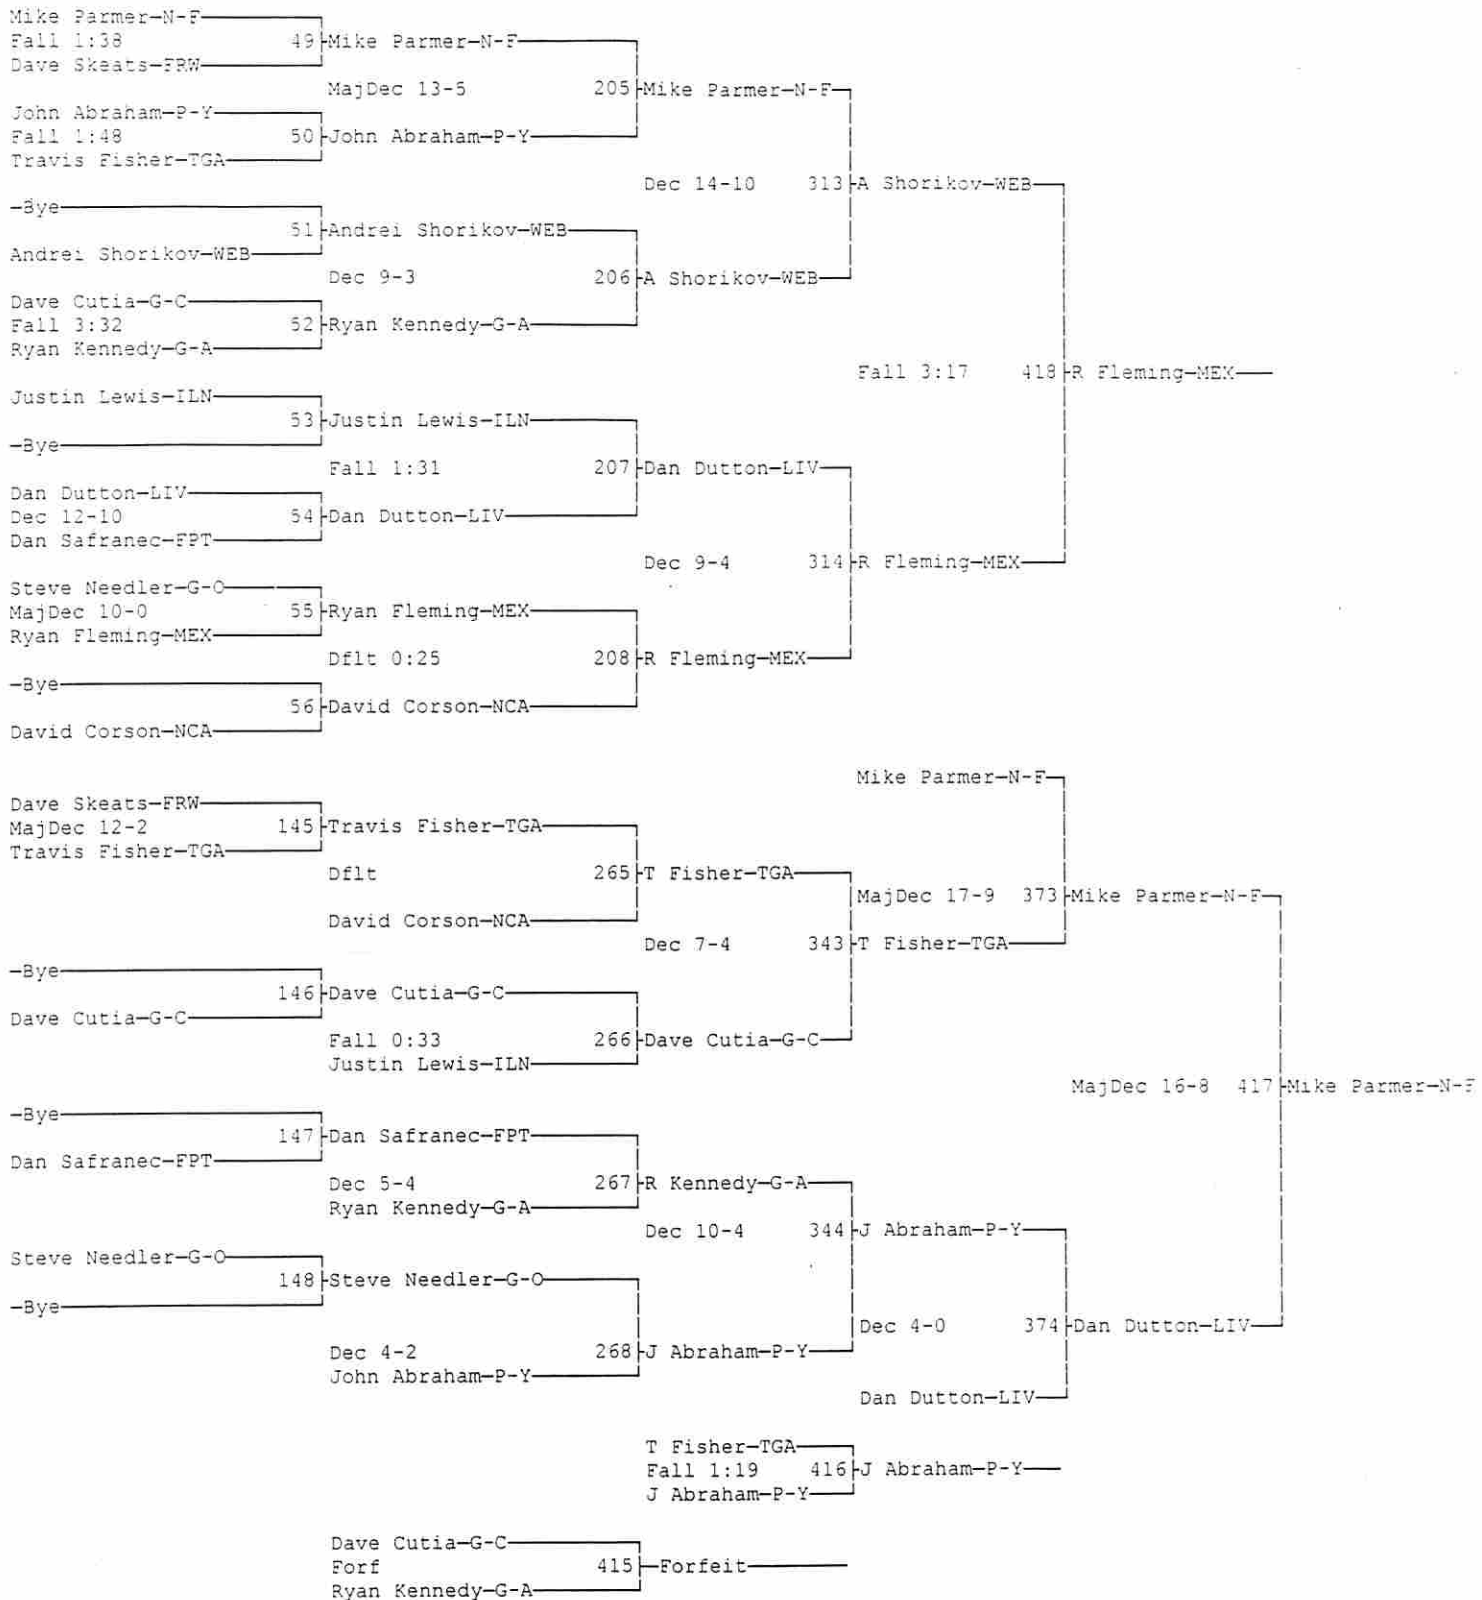 Mike Parmer-N-F
Fall 1:38 49 Mike Parmer-N-F
Dave Skeats-FRW
MajDec 13-5 205 Mike Parmer-N-F
John Abraham-P-Y
Fall 1:48 50 John Abraham-P-Y
Travis Fisher-TGA
Dec 14-10 313 A Shorikov-WEB
-Bye
51 Andrei Shorikov-WEB
Andrei Shorikov-WEB
Dec 9-3 206 A Shorikov-WEB
Dave Cutia-G-C
Fall 3:32 52 Ryan Kennedy-G-A
Ryan Kennedy-G-A
Fall 3:17 418 R Fleming-MEX
Justin Lewis-ILN
53 Justin Lewis-ILN
-Bye
Fall 1:31 207 Dan Dutton-LIV
Dan Dutton-LIV
Dec 12-10 54 Dan Dutton-LIV
Dan Safranec-FPT
Dec 9-4 314 R Fleming-MEX
Steve Needler-G-O
MajDec 10-0 55 Ryan Fleming-MEX
Ryan Fleming-MEX
Dflt 0:25 208 R Fleming-MEX
-Bye
56 David Corson-NCA
David Corson-NCA
Mike Parmer-N-F
Dave Skeats-FRW
MajDec 12-2 145 Travis Fisher-TGA
Travis Fisher-TGA
Dflt 265 T Fisher-TGA
MajDec 17-9 373 Mike Parmer-N-F
David Corson-NCA
Dec 7-4 343 T Fisher-TGA
-Bye
146 Dave Cutia-G-C
Dave Cutia-G-C
Fall 0:33 266 Dave Cutia-G-C
Justin Lewis-ILN
MajDec 16-8 417 Mike Parmer-N-F
-Bye
147 Dan Safranec-FPT
Dan Safranec-FPT
Dec 5-4 267 R Kennedy-G-A
Ryan Kennedy-G-A
Dec 10-4 344 J Abraham-P-Y
Steve Needler-G-O
148 Steve Needler-G-O
-Bye
Dec 4-0 374 Dan Dutton-LIV
Dec 4-2 268 J Abraham-P-Y
John Abraham-P-Y
Dan Dutton-LIV
T Fisher-TGA
Fall 1:19 416 J Abraham-P-Y
J Abraham-P-Y
Dave Cutia-G-C
Forf 415 Forfeit
Ryan Kennedy-G-A